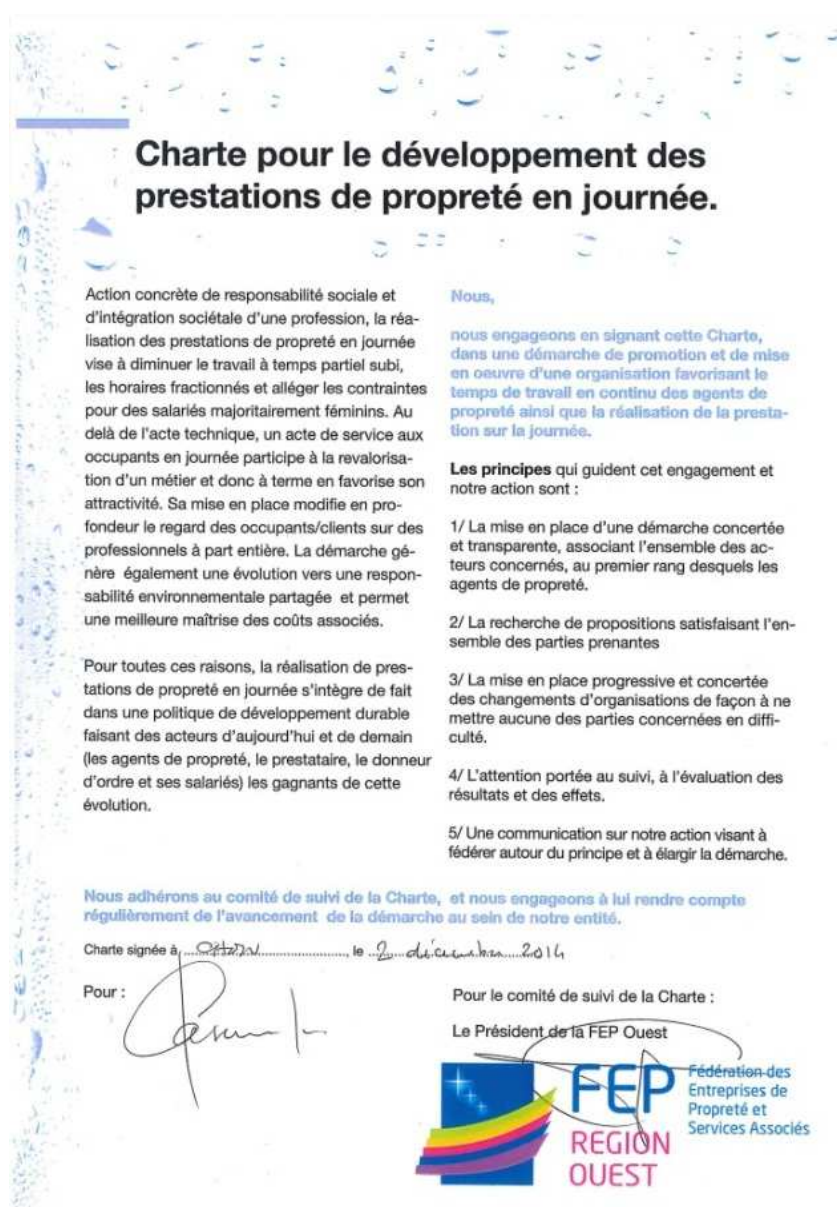 Charte pour le développement des
prestations de propreté en journée.
Action concrète de responsabilité sociale et
d'intégration sociétale d'une profession, la réa-
lisation des prestations de propreté en journée
vise à diminuer le travail à temps partiel subi,
les horaires fractionnés et alléger les contraintes
pour des salariés majoritairement féminins. Au
delà de l'acte technique, un acte de service aux
occupants en journée participe à la revalorisa-
tion d'un métier et donc à terme en favorise son
attractivité. Sa mise en place modifie en pro-
fondeur le regard des occupants/clients sur des
professionnels à part entière. La démarche gé-
nère également une évolution vers une respon-
sabilité environnementale partagée et permet
une meilleure maîtrise des coûts associés.
Pour toutes ces raisons, la réalisation de pres-
tations de propreté en journée s'intègre de fait
dans une politique de développement durable
faisant des acteurs d'aujourd'hui et de demain
(les agents de propreté, le prestataire, le donneur
d'ordre et ses salariés) les gagnants de cette
évolution.
Nous,
nous engageons en signant cette Charte,
dans une démarche de promotion et de mise
en oeuvre d'une organisation favorisant le
temps de travail en continu des agents de
propreté ainsi que la réalisation de la presta-
tion sur la journée.
Les principes qui guident cet engagement et
notre action sont :
1/ La mise en place d'une démarche concertée
et transparente, associant l'ensemble des ac-
teurs concernés, au premier rang desquels les
agents de propreté.
2/ La recherche de propositions satisfaisant l'en-
semble des parties prenantes
3/ La mise en place progressive et concertée
des changements d'organisations de façon à ne
mettre aucune des parties concernées en diffi-
culté.
4/ L'attention portée au suivi, à l'évaluation des
résultats et des effets.
5/ Une communication sur notre action visant à
fédérer autour du principe et à élargir la démarche.
Nous adhérons au comité de suivi de la Charte, et nous engageons à lui rendre compte
régulièrement de l'avancement de la démarche au sein de notre entité.
Charte signée à, le 2 décembre 2014
Pour :
Pour le comité de suivi de la Charte :
Le Président de la FEP Ouest
FEP
REGION
OUEST
Fédération des
Entreprises de
Propreté et
Services Associés